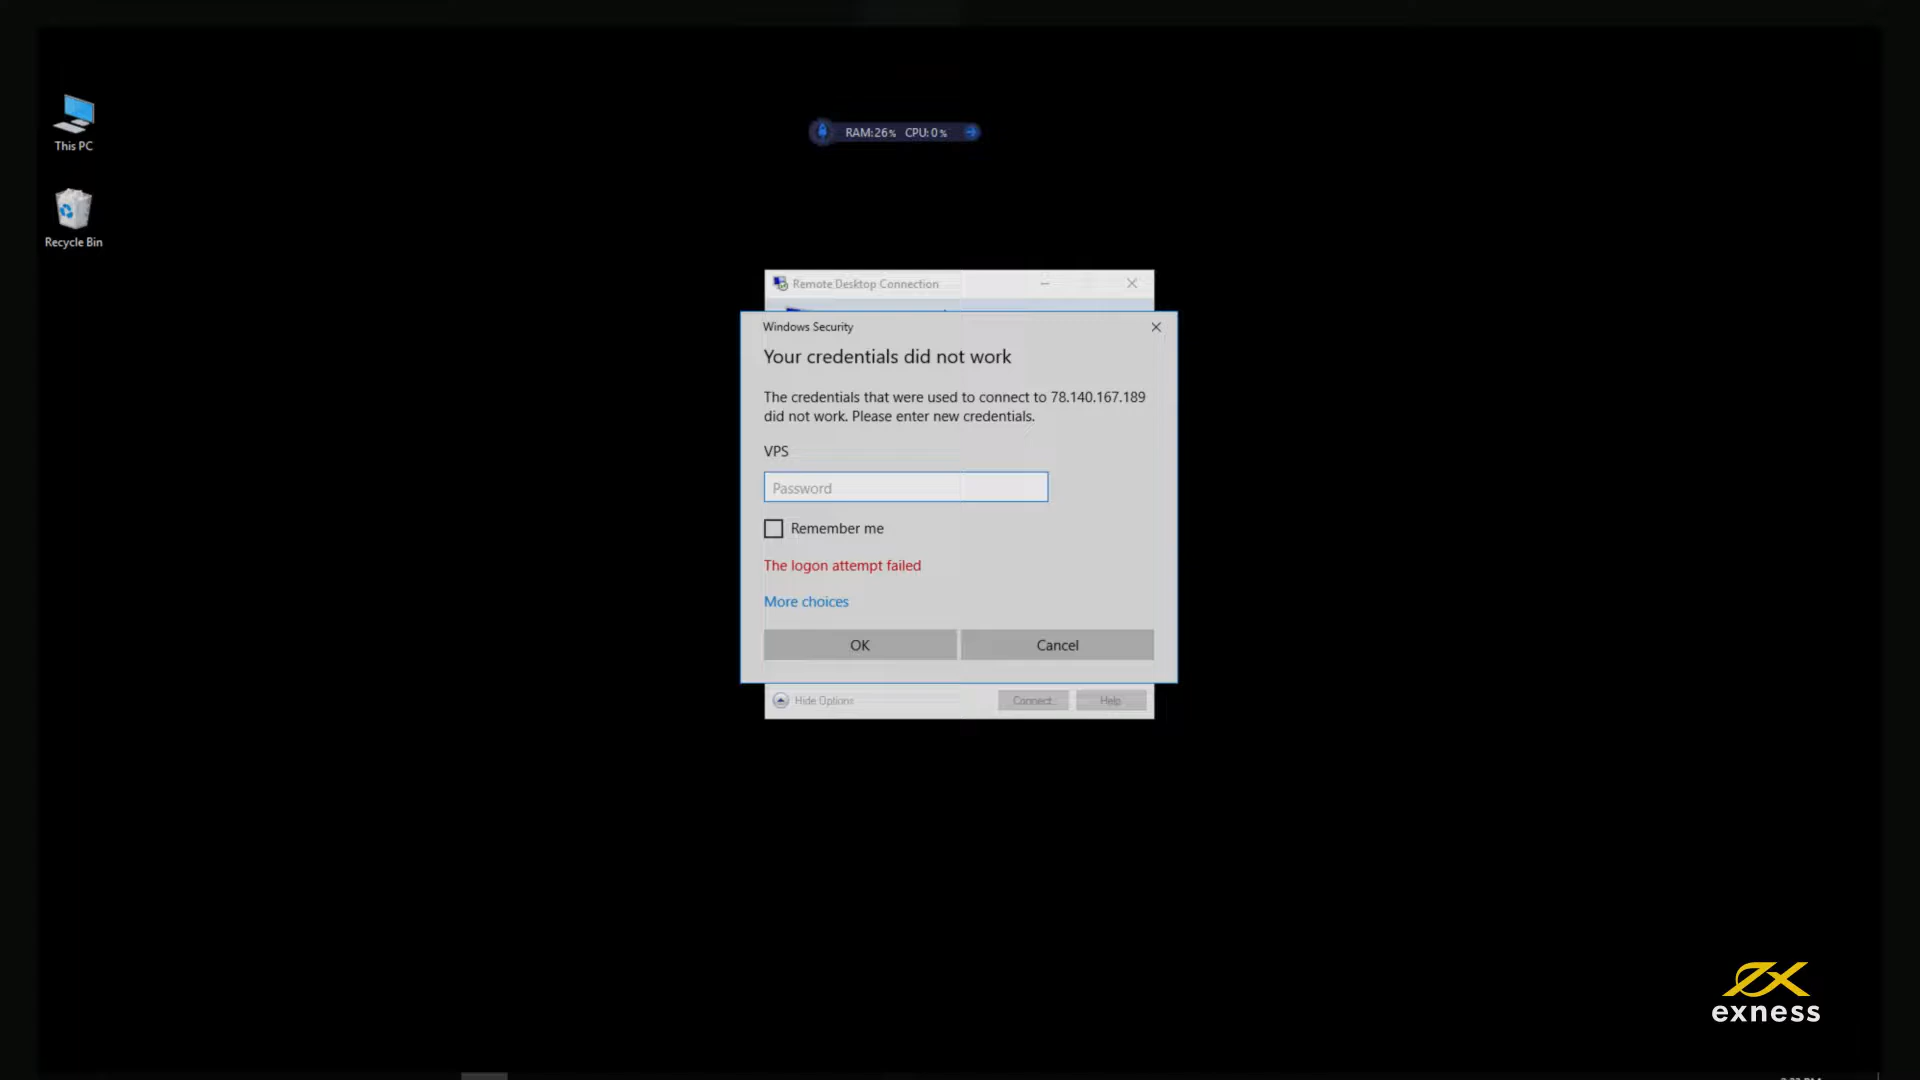 This PC
RAM:26% CPU:0%
Recycle Bin
Remote Desktop Connection
Windows Security
Your credentials did not work
The credentials that were used to connect to 78.140.167.189
did not work. Please enter new credentials.
VPS
Password
Remember me
The logon attempt failed
More choices
OK Cancel
Hide Options Connect Help
exness